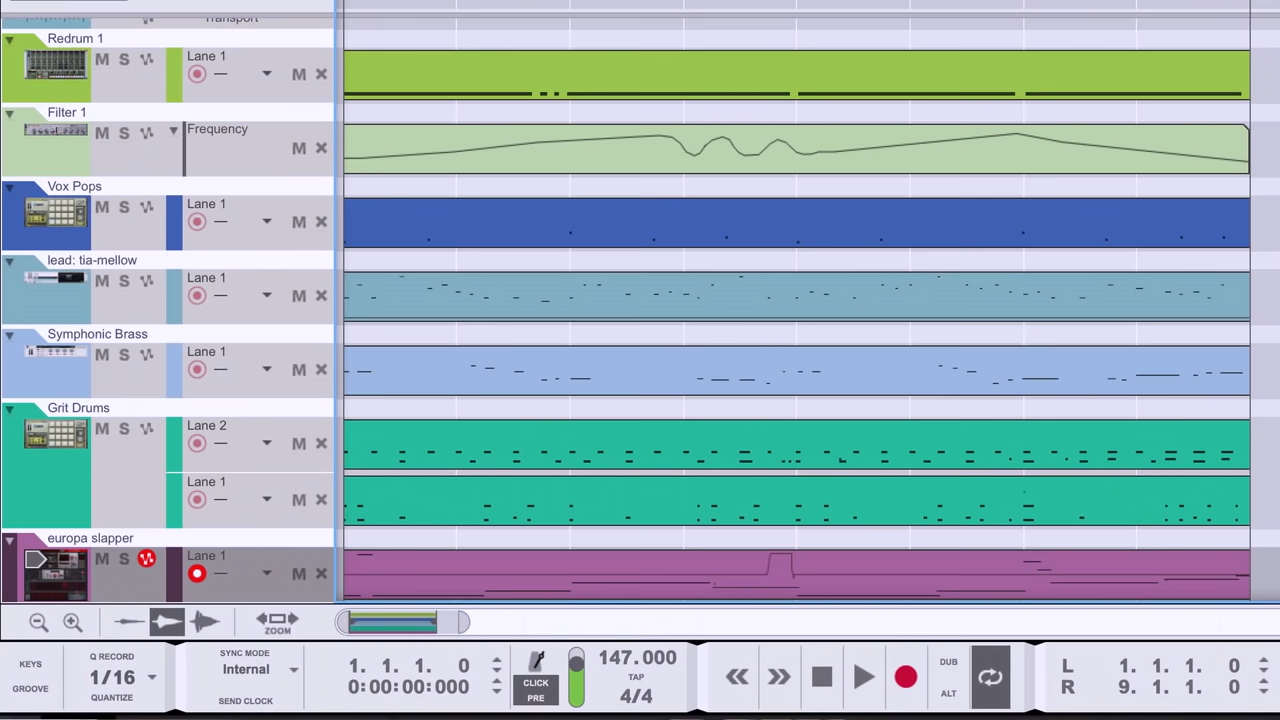 Transport
Redrum 1
M S Lane 1
M
Filter 1
M S Frequency
M
Vox Pops
M S Lane 1
M
lead: tia-mellow
M S Lane 1
M
Symphonic Brass
M S Lane 1
M
Grit Drums
M S Lane 2
M
Lane 1
M
europa slapper
M S Lane 1
M
ZOOM
KEYS
GROOVE
Q RECORD
1/16
QUANTIZE
SYNC MODE
Internal
SEND CLOCK
1. 1. 1. 0
0:00:00:000
CLICK
PRE
147.000
TAP
4/4
DUB
ALT
L 1. 1. 1. 0
R 9. 1. 1. 0